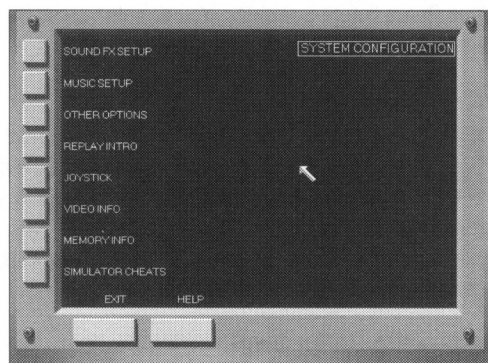 SYSTEM CONFIGURATION
SOUND FX SETUP
MUSIC SETUP
OTHER OPTIONS
REPLAY INTRO
JOYSTICK
VIDEO INFO
MEMORY INFO
SIMULATOR CHEATS
EXIT HELP